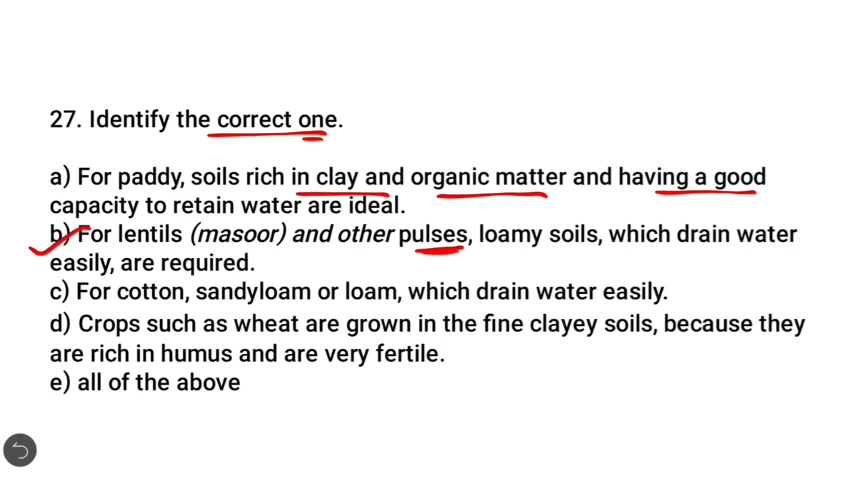 27. Identify the correct one.
a) For paddy, soils rich in clay and organic matter and having a good
capacity to retain water are ideal.
b) For lentils (masoor) and other pulses, loamy soils, which drain water
easily, are required.
c) For cotton, sandyloam or loam, which drain water easily.
d) Crops such as wheat are grown in the fine clayey soils, because they
are rich in humus and are very fertile.
e) all of the above